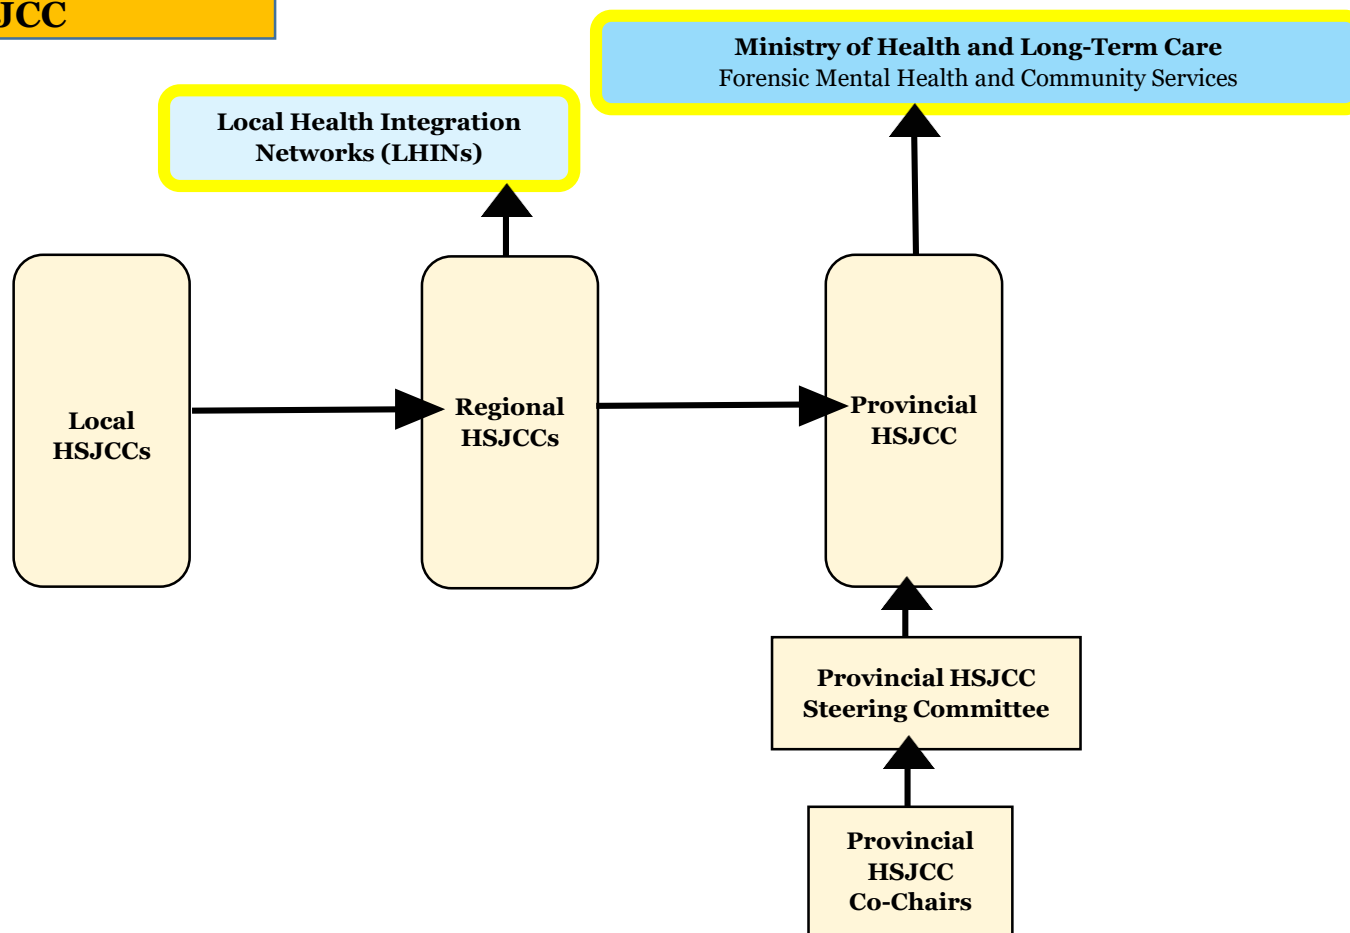 JCC
Ministry of Health and Long-Term Care
Forensic Mental Health and Community Services
Local Health Integration
Networks (LHINs)
Local
HSJCCs
Regional
HSJCCs
Provincial
HSJCC
Provincial HSJCC
Steering Committee
Provincial
HSJCC
Co-Chairs